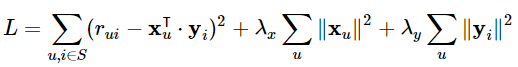 L = \sum_{u,i \in S} (r_{ui} - \mathbf{x}_u^\intercal \cdot \mathbf{y}_i)^2 + \lambda_x \sum_u \|\mathbf{x}_u\|^2 + \lambda_y \sum_u \|\mathbf{y}_i\|^2